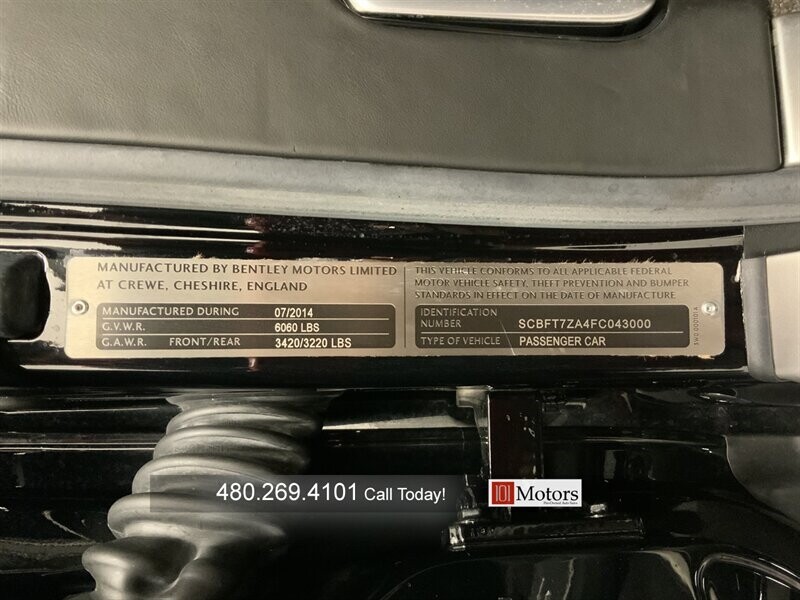 MANUFACTURED BY BENTLEY MOTORS LIMITED
AT CREWE, CHESHIRE, ENGLAND
MANUFACTURED DURING 07/2014
G.V.W.R. 6060 LBS
G.A.W.R. FRONT/REAR 3420/3220 LBS
THIS VEHICLE CONFORMS TO ALL APPLICABLE FEDERAL
MOTOR VEHICLE SAFETY, THEFT PREVENTION AND BUMPER
STANDARDS IN EFFECT ON THE DATE OF MANUFACTURE
IDENTIFICATION
NUMBER SCBFT7ZA4FC043000
TYPE OF VEHICLE PASSENGER CAR
480.269.4101 Call Today!
101 Motors